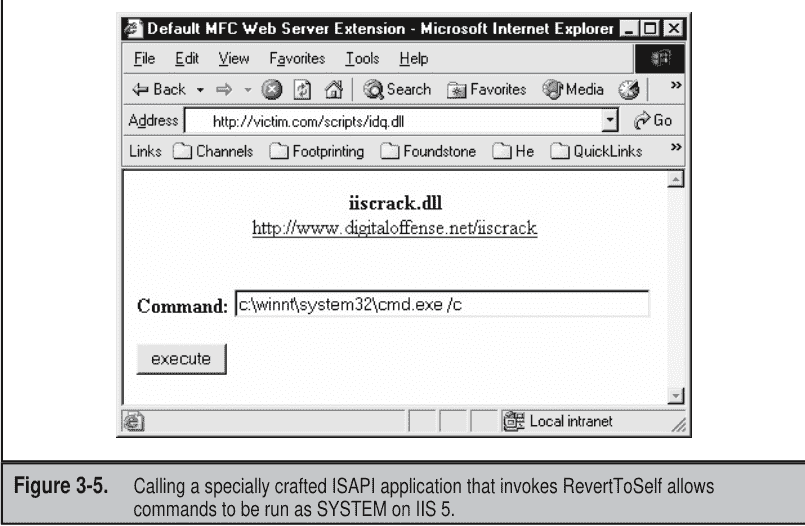 Default MFC Web Server Extension - Microsoft Internet Explorer
File Edit View Favorites Tools Help
Back Search Favorites Media »
Address http://victim.com/scripts/idq.dll Go
Links Channels Footprinting Foundstone He QuickLinks »
iiscrack.dll
http://www.digitaloffense.net/iiscrack
Command: c:\winnt\system32\cmd.exe /c
execute
Local intranet
Figure 3-5. Calling a specially crafted ISAPI application that invokes RevertToSelf allows
commands to be run as SYSTEM on IIS 5.